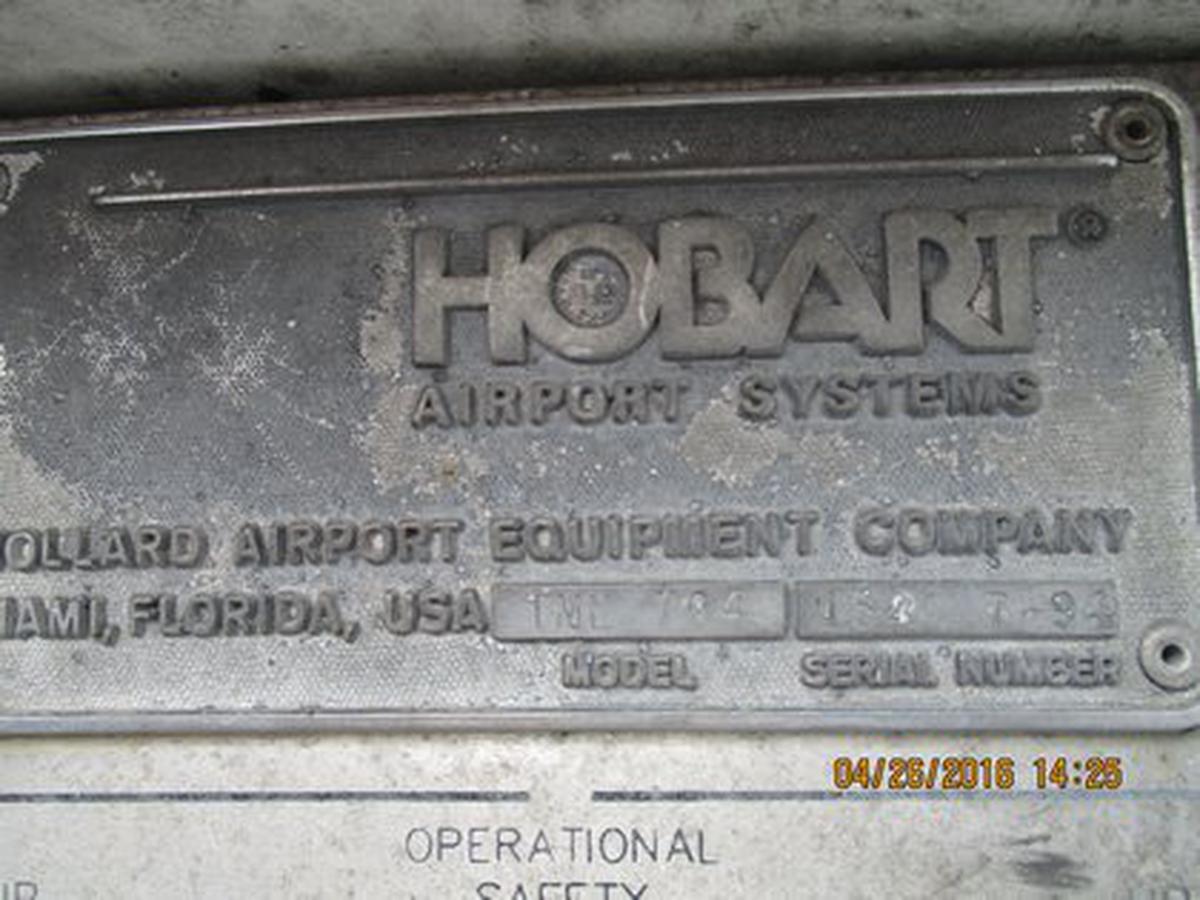 HOBART®
AIRPORT SYSTEMS
OLLARD AIRPORT EQUIPMENT COMPANY
IAMI, FLORIDA, USA
MODEL SERIAL NUMBER
04/26/2016 14:25
OPERATIONAL
SAFETY